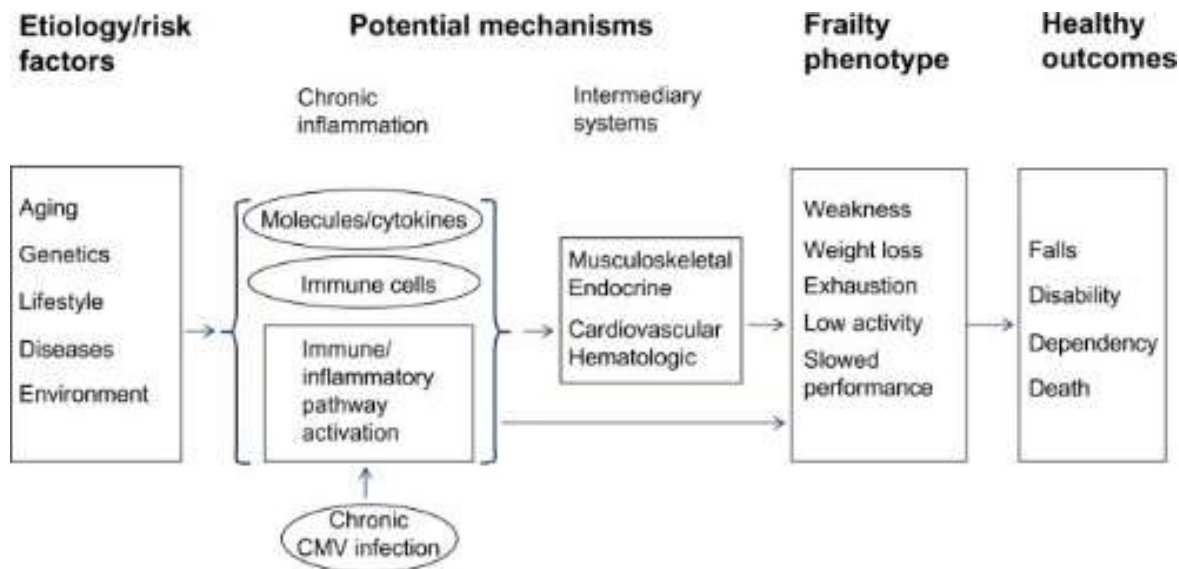 Etiology/risk
factors
Potential mechanisms
Frailty
phenotype
Healthy
outcomes
Chronic
inflammation
Intermediary
systems
Aging
Genetics
Lifestyle
Diseases
Environment
Molecules/cytokines
Immune cells
Immune/
inflammatory
pathway
activation
Chronic
CMV infection
Musculoskeletal
Endocrine
Cardiovascular
Hematologic
Weakness
Weight loss
Exhaustion
Low activity
Slowed
performance
Falls
Disability
Dependency
Death